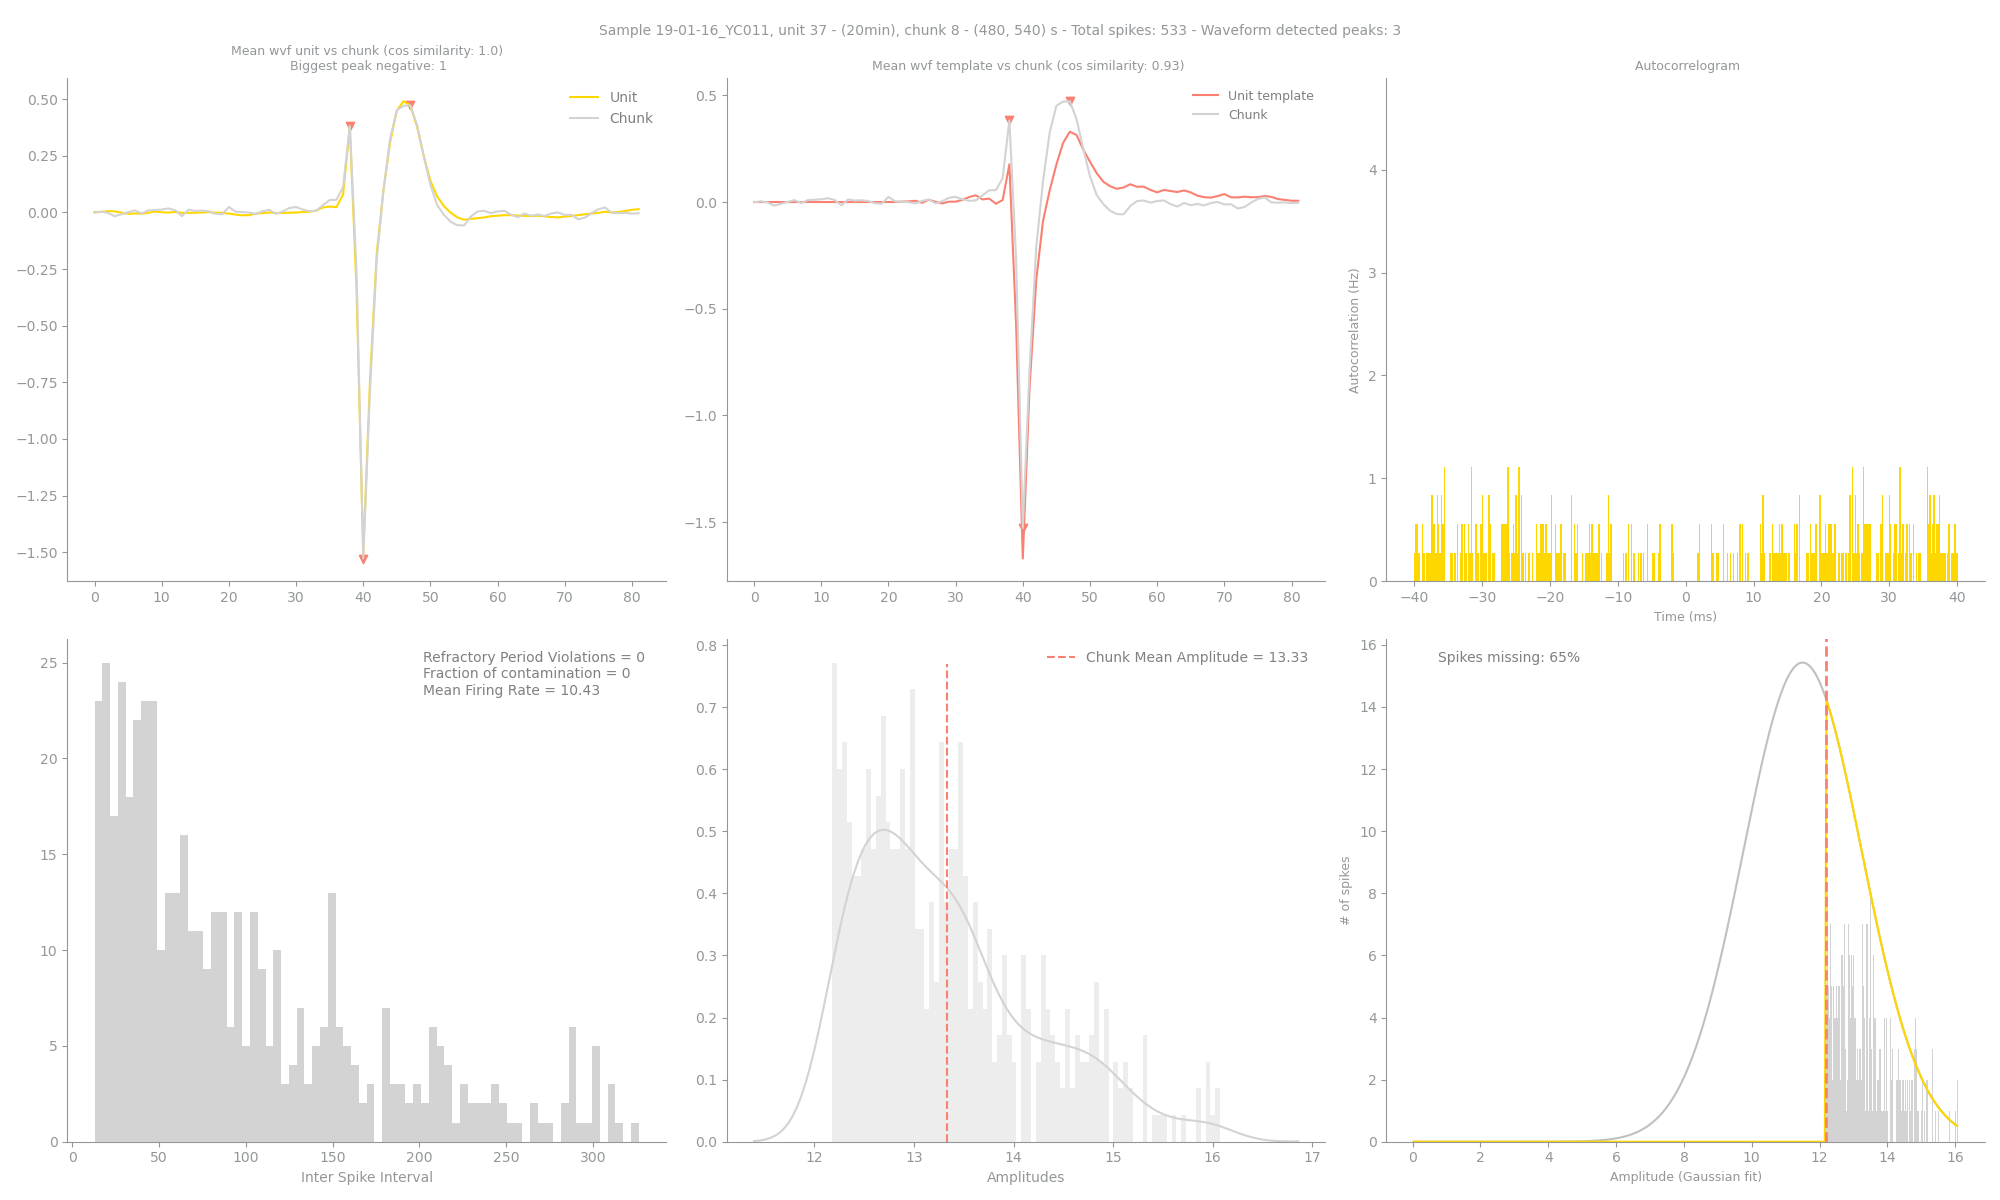 Sample 19-01-16_YC011, unit 37 - (20min), chunk 8 - (480, 540) s - Total spikes: 533 - Waveform detected peaks: 3
Mean wvf unit vs chunk (cos similarity: 1.0)
Biggest peak negative: 1
Unit
Chunk
0.50
0.25
0.00
−0.25
−0.50
−0.75
−1.00
−1.25
−1.50
0 10 20 30 40 50 60 70 80
Mean wvf template vs chunk (cos similarity: 0.93)
Unit template
Chunk
0.5
0.0
−0.5
−1.0
−1.5
0 10 20 30 40 50 60 70 80
Autocorrelogram
Autocorrelation (Hz)
4
3
2
1
0
−40 −30 −20 −10 0 10 20 30 40
Time (ms)
Refractory Period Violations = 0
Fraction of contamination = 0
Mean Firing Rate = 10.43
25
20
15
10
5
0
0 50 100 150 200 250 300
Inter Spike Interval
Chunk Mean Amplitude = 13.33
0.8
0.7
0.6
0.5
0.4
0.3
0.2
0.1
0.0
12 13 14 15 16 17
Amplitudes
Spikes missing: 65%
# of spikes
16
14
12
10
8
6
4
2
0
0 2 4 6 8 10 12 14 16
Amplitude (Gaussian fit)